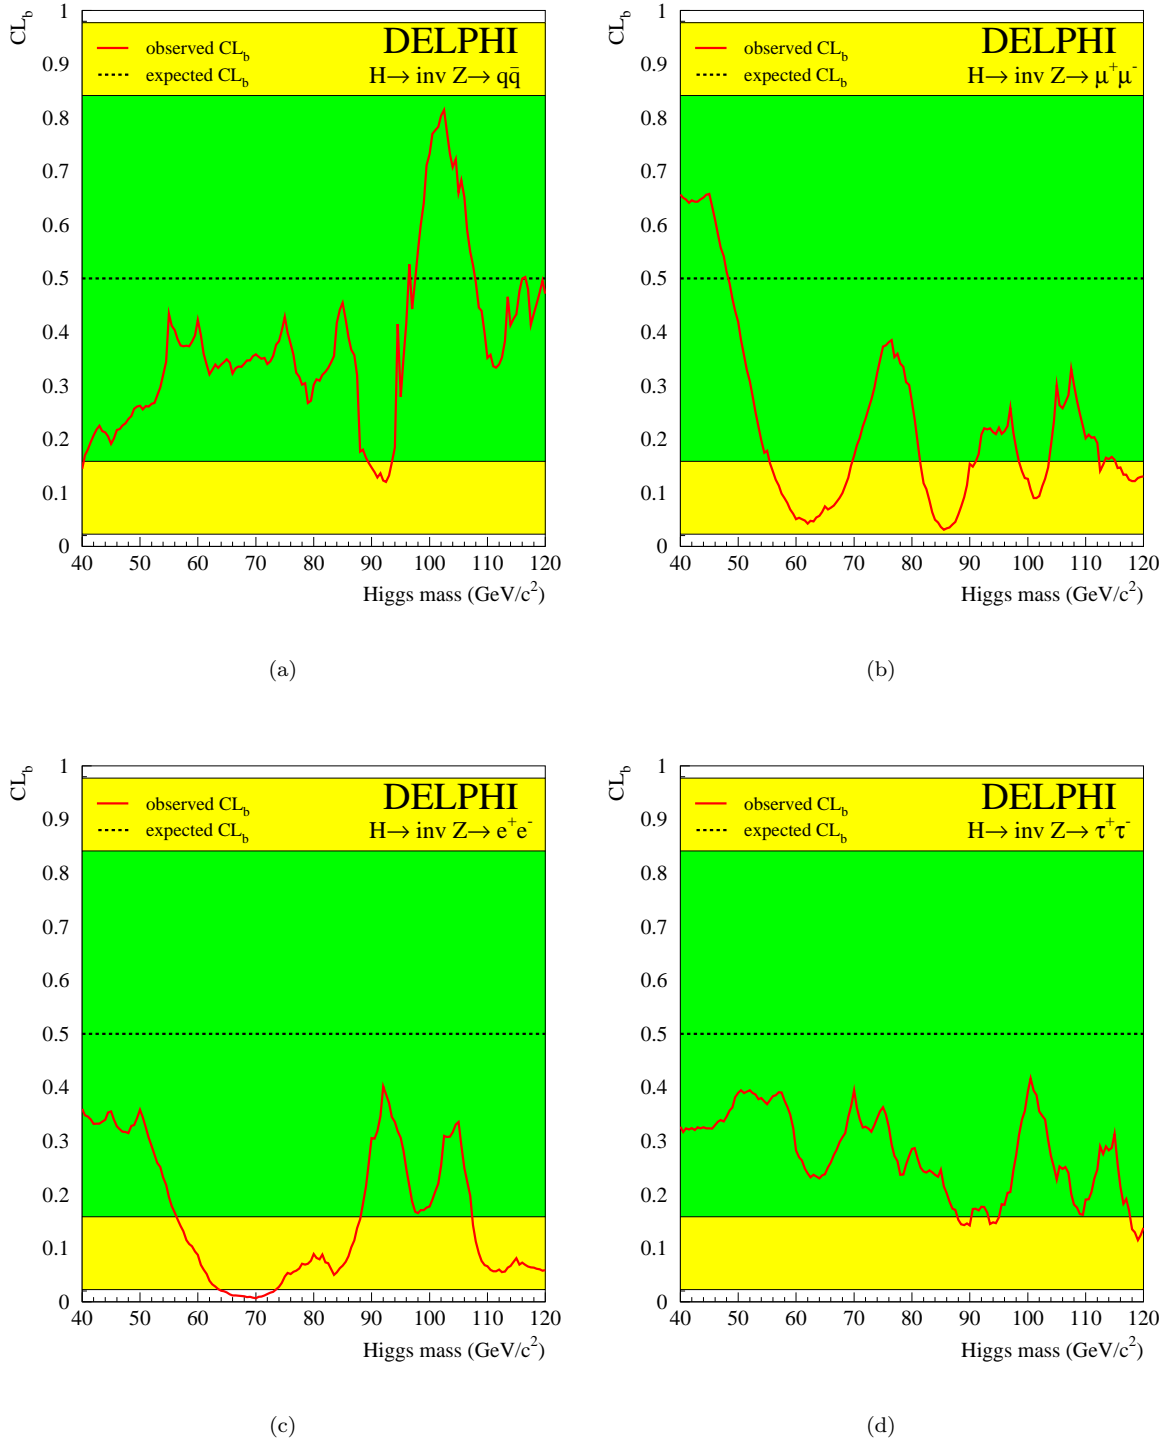 CL_b
1
0.9
0.8
0.7
0.6
0.5
0.4
0.3
0.2
0.1
0
DELPHI
observed CL_b
expected CL_b
H→ inv Z→ qq̄
40 50 60 70 80 90 100 110 120
Higgs mass (GeV/c²)
(a)
CL_b
1
0.9
0.8
0.7
0.6
0.5
0.4
0.3
0.2
0.1
0
DELPHI
observed CL_b
expected CL_b
H→ inv Z→ μ⁺μ⁻
40 50 60 70 80 90 100 110 120
Higgs mass (GeV/c²)
(b)
CL_b
1
0.9
0.8
0.7
0.6
0.5
0.4
0.3
0.2
0.1
0
DELPHI
observed CL_b
expected CL_b
H→ inv Z→ e⁺e⁻
40 50 60 70 80 90 100 110 120
Higgs mass (GeV/c²)
(c)
CL_b
1
0.9
0.8
0.7
0.6
0.5
0.4
0.3
0.2
0.1
0
DELPHI
observed CL_b
expected CL_b
H→ inv Z→ τ⁺τ⁻
40 50 60 70 80 90 100 110 120
Higgs mass (GeV/c²)
(d)